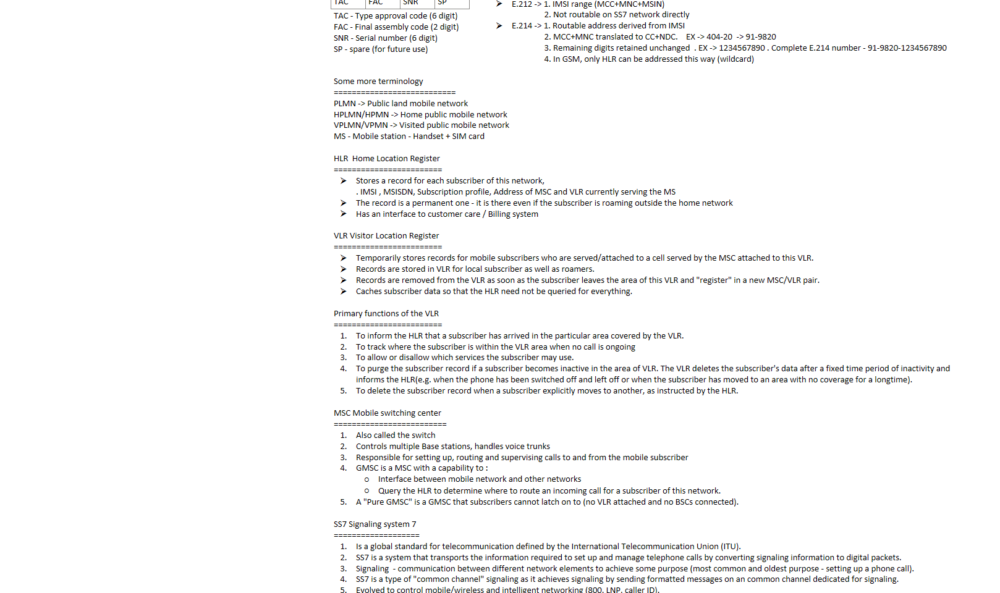 TAC FAC SNR SP
TAC - Type approval code (6 digit)
FAC - Final assembly code (2 digit)
SNR - Serial number (6 digit)
SP - spare (for future use)
➢ E.212 -> 1. IMSI range (MCC+MNC+MSIN)
2. Not routable on SS7 network directly
➢ E.214 -> 1. Routable address derived from IMSI
2. MCC+MNC translated to CC+NDC. EX -> 404-20 -> 91-9820
3. Remaining digits retained unchanged . EX -> 1234567890 . Complete E.214 number - 91-9820-1234567890
4. In GSM, only HLR can be addressed this way (wildcard)
Some more terminology
===========================
PLMN -> Public land mobile network
HPLMN/HPMN -> Home public mobile network
VPLMN/VPMN -> Visited public mobile network
MS - Mobile station - Handset + SIM card
HLR Home Location Register
========================
➢ Stores a record for each subscriber of this network,
. IMSI , MSISDN, Subscription profile, Address of MSC and VLR currently serving the MS
➢ The record is a permanent one - it is there even if the subscriber is roaming outside the home network
➢ Has an interface to customer care / Billing system
VLR Visitor Location Register
========================
➢ Temporarily stores records for mobile subscribers who are served/attached to a cell served by the MSC attached to this VLR.
➢ Records are stored in VLR for local subscriber as well as roamers.
➢ Records are removed from the VLR as soon as the subscriber leaves the area of this VLR and "register" in a new MSC/VLR pair.
➢ Caches subscriber data so that the HLR need not be queried for everything.
Primary functions of the VLR
========================
1. To inform the HLR that a subscriber has arrived in the particular area covered by the VLR.
2. To track where the subscriber is within the VLR area when no call is ongoing
3. To allow or disallow which services the subscriber may use.
4. To purge the subscriber record if a subscriber becomes inactive in the area of VLR. The VLR deletes the subscriber's data after a fixed time period of inactivity and
informs the HLR(e.g. when the phone has been switched off and left off or when the subscriber has moved to an area with no coverage for a longtime).
5. To delete the subscriber record when a subscriber explicitly moves to another, as instructed by the HLR.
MSC Mobile switching center
=========================
1. Also called the switch
2. Controls multiple Base stations, handles voice trunks
3. Responsible for setting up, routing and supervising calls to and from the mobile subscriber
4. GMSC is a MSC with a capability to :
o Interface between mobile network and other networks
o Query the HLR to determine where to route an incoming call for a subscriber of this network.
5. A "Pure GMSC" is a GMSC that subscribers cannot latch on to (no VLR attached and no BSCs connected).
SS7 Signaling system 7
===================
1. Is a global standard for telecommunication defined by the International Telecommunication Union (ITU).
2. SS7 is a system that transports the information required to set up and manage telephone calls by converting signaling information to digital packets.
3. Signaling - communication between different network elements to achieve some purpose (most common and oldest purpose - setting up a phone call).
4. SS7 is a type of "common channel" signaling as it achieves signaling by sending formatted messages on an common channel dedicated for signaling.
5. Evolved to control mobile/wireless and intelligent networking (800, LNP, caller ID).